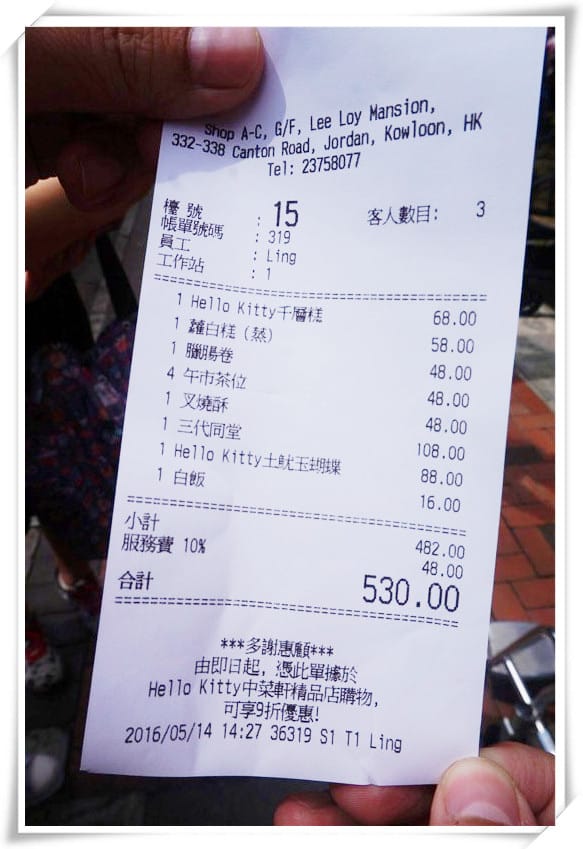 Shop A-C, G/F, Lee Loy Mansion,
332-338 Canton Road, Jordan, Kowloon, HK
Tel: 23758077
檯 號 : 15 客人數目: 3
帳單號碼 : 319
員工 : Ling
工作站 : 1
1 Hello Kitty千層糕 68.00
1 蘿白糕(蒸) 58.00
1 臘腸卷 48.00
4 午市茶位 48.00
1 叉燒酥 48.00
1 三代同堂 108.00
1 Hello Kitty土魷玉蝴蝶 88.00
1 白飯 16.00
小計 482.00
服務費 10% 48.00
合計 530.00
***多謝惠顧***
由即日起, 憑此單據於
Hello Kitty中菜軒精品店購物,
可享9折優惠!
2016/05/14 14:27 36319 S1 T1 Ling